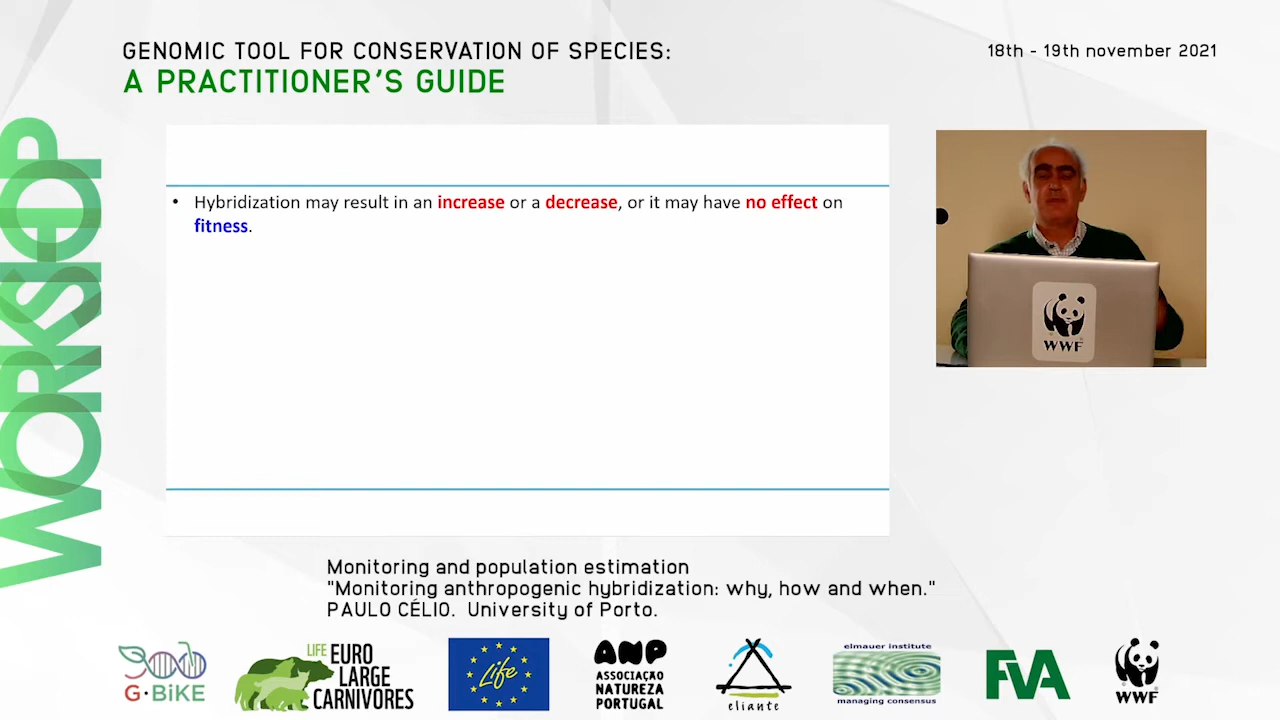 GENOMIC TOOL FOR CONSERVATION OF SPECIES:
A PRACTITIONER'S GUIDE
18th - 19th november 2021
WORKSHOP
• Hybridization may result in an increase or a decrease, or it may have no effect on
fitness.
WWF
Monitoring and population estimation
"Monitoring anthropogenic hybridization: why, how and when."
PAULO CÉLIO. University of Porto.
G·BiKE
LIFE EURO
LARGE
CARNIVORES
Life
ANP
ASSOCIAÇÃO
NATUREZA
PORTUGAL
eliante
elmauer institute
managing consensus
FVA
WWF